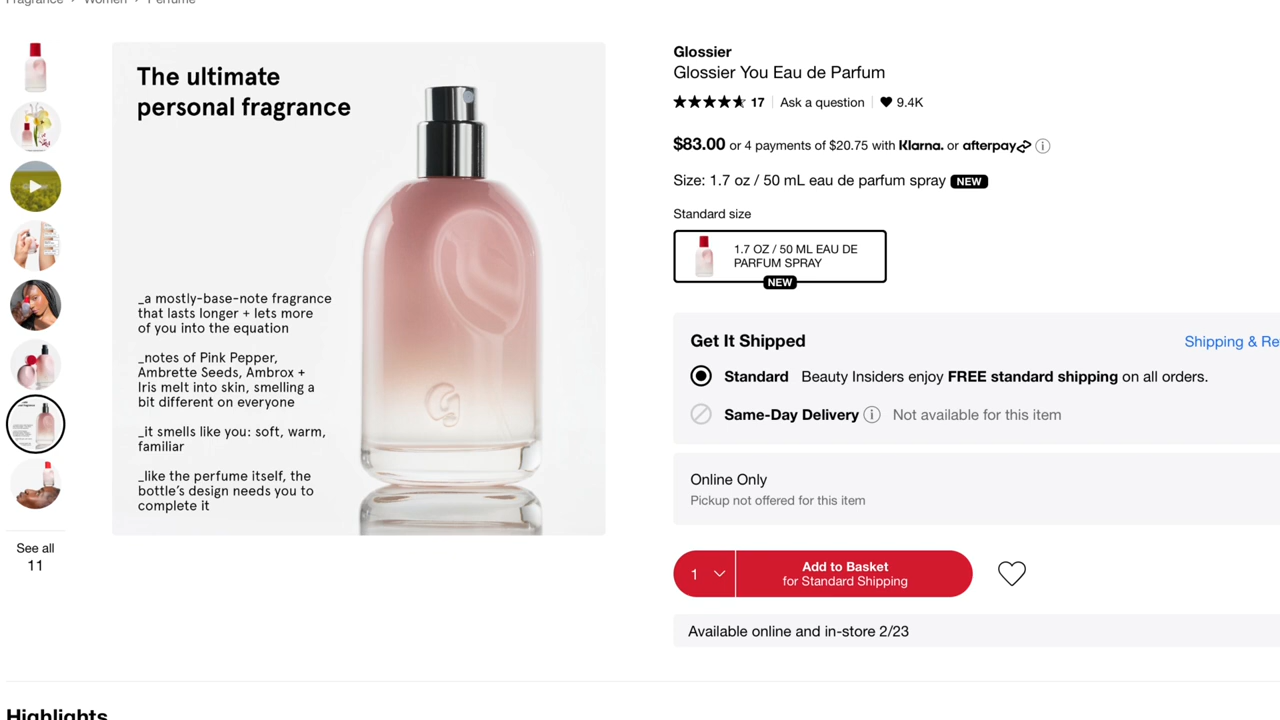 Fragrance > Women > Perfume
The ultimate
personal fragrance
_a mostly-base-note fragrance
that lasts longer + lets more
of you into the equation
_notes of Pink Pepper,
Ambrette Seeds, Ambrox +
Iris melt into skin, smelling a
bit different on everyone
_it smells like you: soft, warm,
familiar
_like the perfume itself, the
bottle's design needs you to
complete it
G
See all
11
Glossier
Glossier You Eau de Parfum
17 Ask a question 9.4K
$83.00 or 4 payments of $20.75 with Klarna. or afterpay
Size: 1.7 oz / 50 mL eau de parfum spray NEW
Standard size
1.7 OZ / 50 ML EAU DE
PARFUM SPRAY
NEW
Get It Shipped Shipping & Re
Standard Beauty Insiders enjoy FREE standard shipping on all orders.
Same-Day Delivery Not available for this item
Online Only
Pickup not offered for this item
1 Add to Basket
for Standard Shipping
Available online and in-store 2/23
Highlights